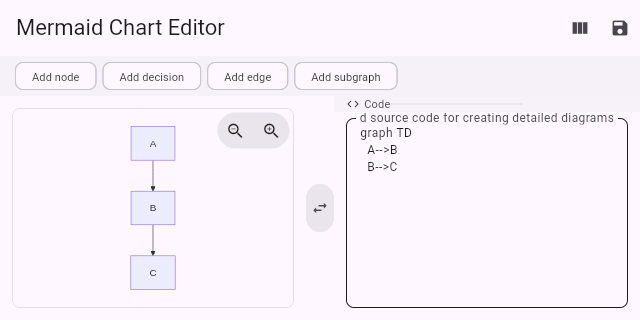 Mermaid Chart Editor
Add node
Add decision
Add edge
Add subgraph
A
B
C
Code
d source code for creating detailed diagrams
graph TD
A-->B
B-->C